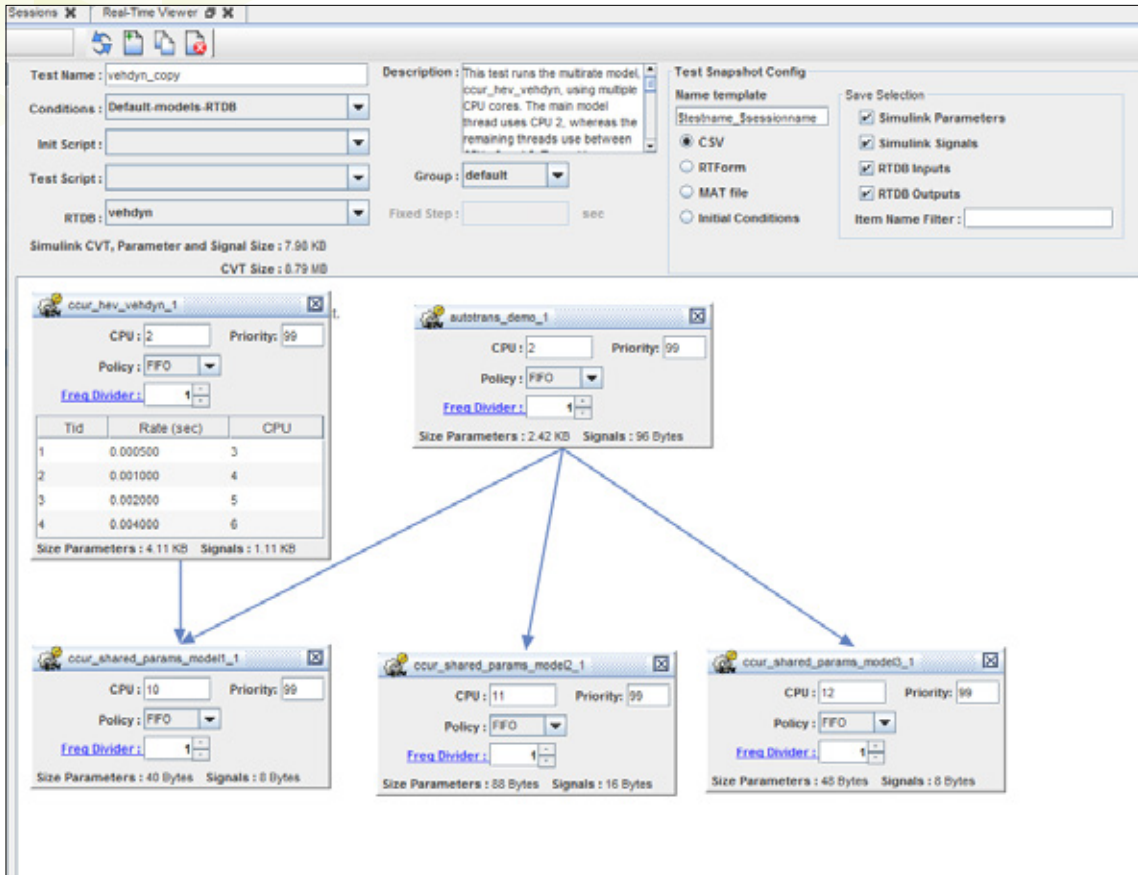 Sessions Real-Time Viewer
Test Name : vehdyn_copy
Conditions : Default-models-RTDB
Init Script :
Test Script :
RTDB : vehdyn
Simulink CVT, Parameter and Signal Size : 7.98 KB
CVT Size : 8.79 MB
Description : This test runs the multirate model,
ccur_hev_vehdyn, using multiple
CPU cores. The main model
thread uses CPU 2, whereas the
remaining threads use between
Group : default
Fixed Step : sec
Test Snapshot Config
Name template
$testname_$sessionname
CSV
RTForm
MAT file
Initial Conditions
Save Selection
Simulink Parameters
Simulink Signals
RTDB Inputs
RTDB Outputs
Item Name Filter :
ccur_hev_vehdyn_1
CPU : 2 Priority: 99
Policy : FIFO
Freq Divider : 1
Tid Rate (sec) CPU
1 0.000500 3
2 0.001000 4
3 0.002000 5
4 0.004000 6
Size Parameters : 4.11 KB Signals : 1.11 KB
t.
autotrans_demo_1
CPU : 2 Priority: 99
Policy : FIFO
Freq Divider : 1
Size Parameters : 2.42 KB Signals : 96 Bytes
ccur_shared_params_model1_1
CPU : 10 Priority: 99
Policy : FIFO
Freq Divider : 1
Size Parameters : 40 Bytes Signals : 8 Bytes
ccur_shared_params_model2_1
CPU : 11 Priority: 99
Policy : FIFO
Freq Divider : 1
Size Parameters : 88 Bytes Signals : 16 Bytes
ccur_shared_params_model3_1
CPU : 12 Priority: 99
Policy : FIFO
Freq Divider : 1
Size Parameters : 48 Bytes Signals : 8 Bytes